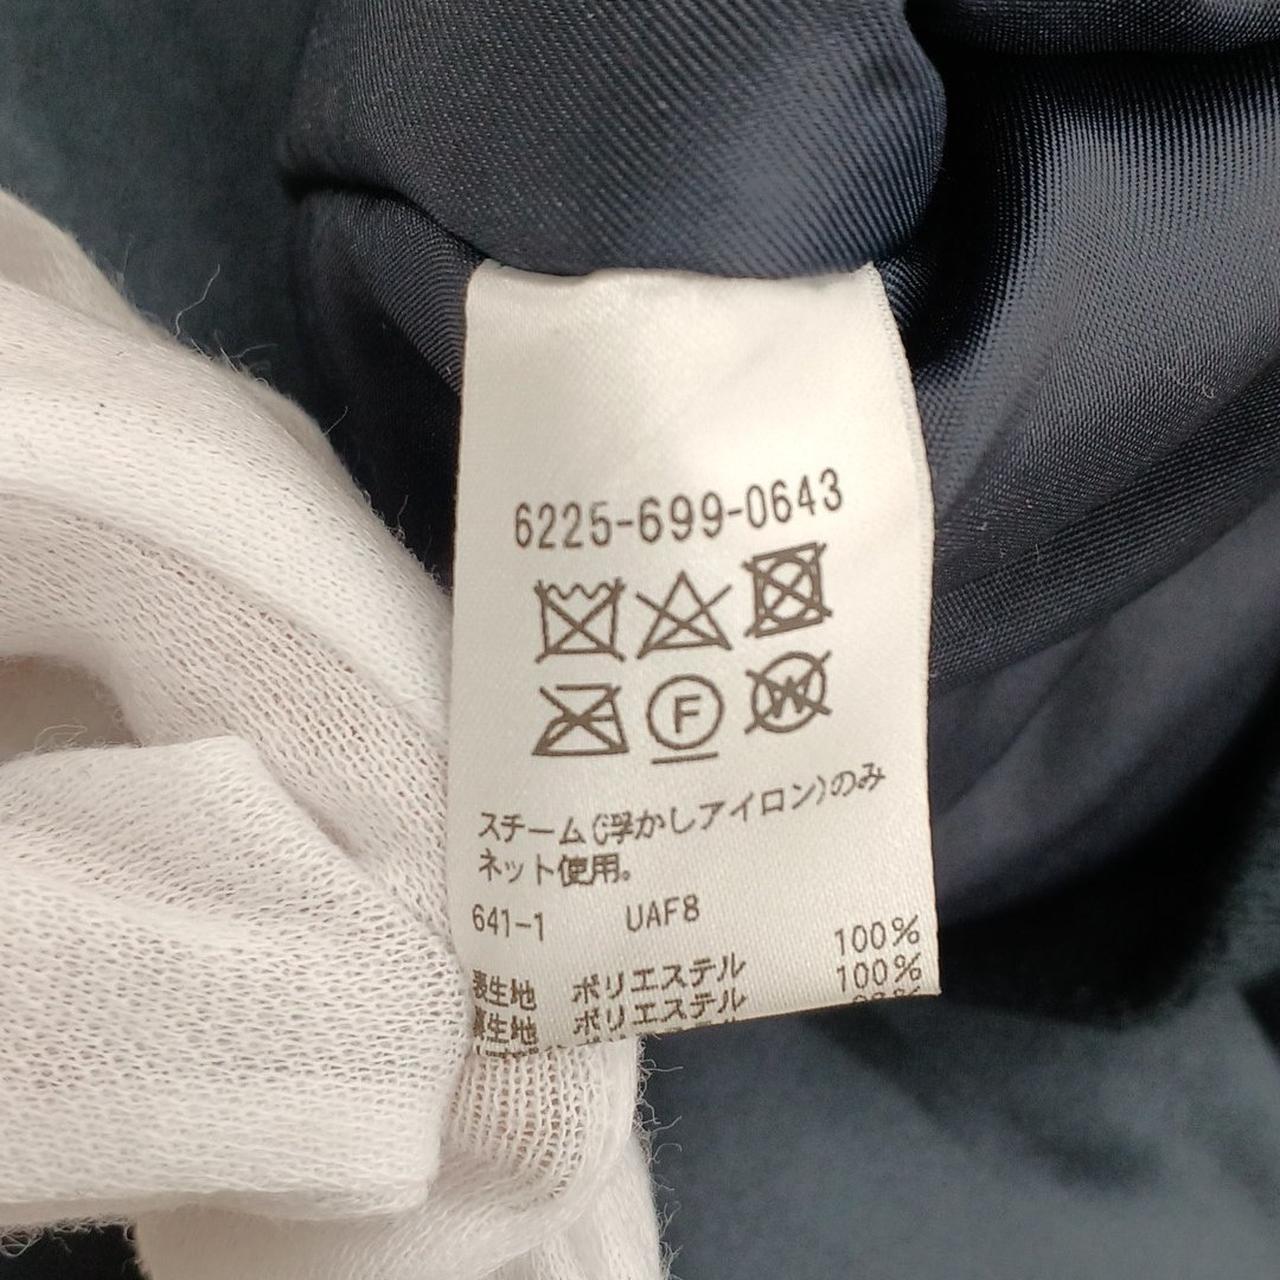 6225-699-0643
F
W
スチーム(浮かしアイロン)のみ
ネット使用。
641-1 UAF8
表生地 ポリエステル 100%
裏生地 ポリエステル 100%